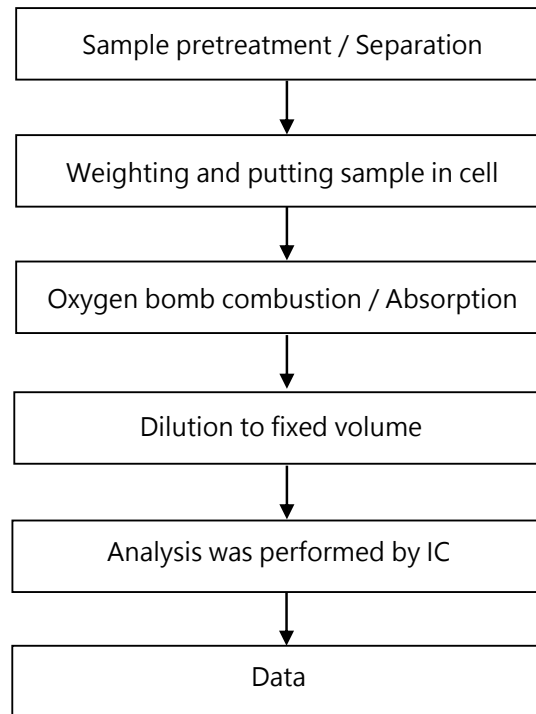 Sample pretreatment / Separation
Weighting and putting sample in cell
Oxygen bomb combustion / Absorption
Dilution to fixed volume
Analysis was performed by IC
Data